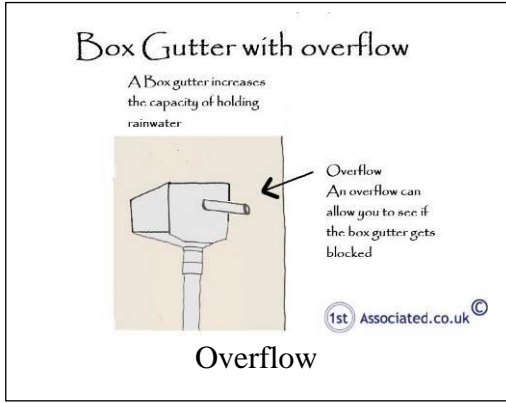 Box Gutter with overflow
A Box gutter increases
the capacity of holding
rainwater
Overflow
An overflow can
allow you to see if
the box gutter gets
blocked
1st Associated.co.uk ©
Overflow